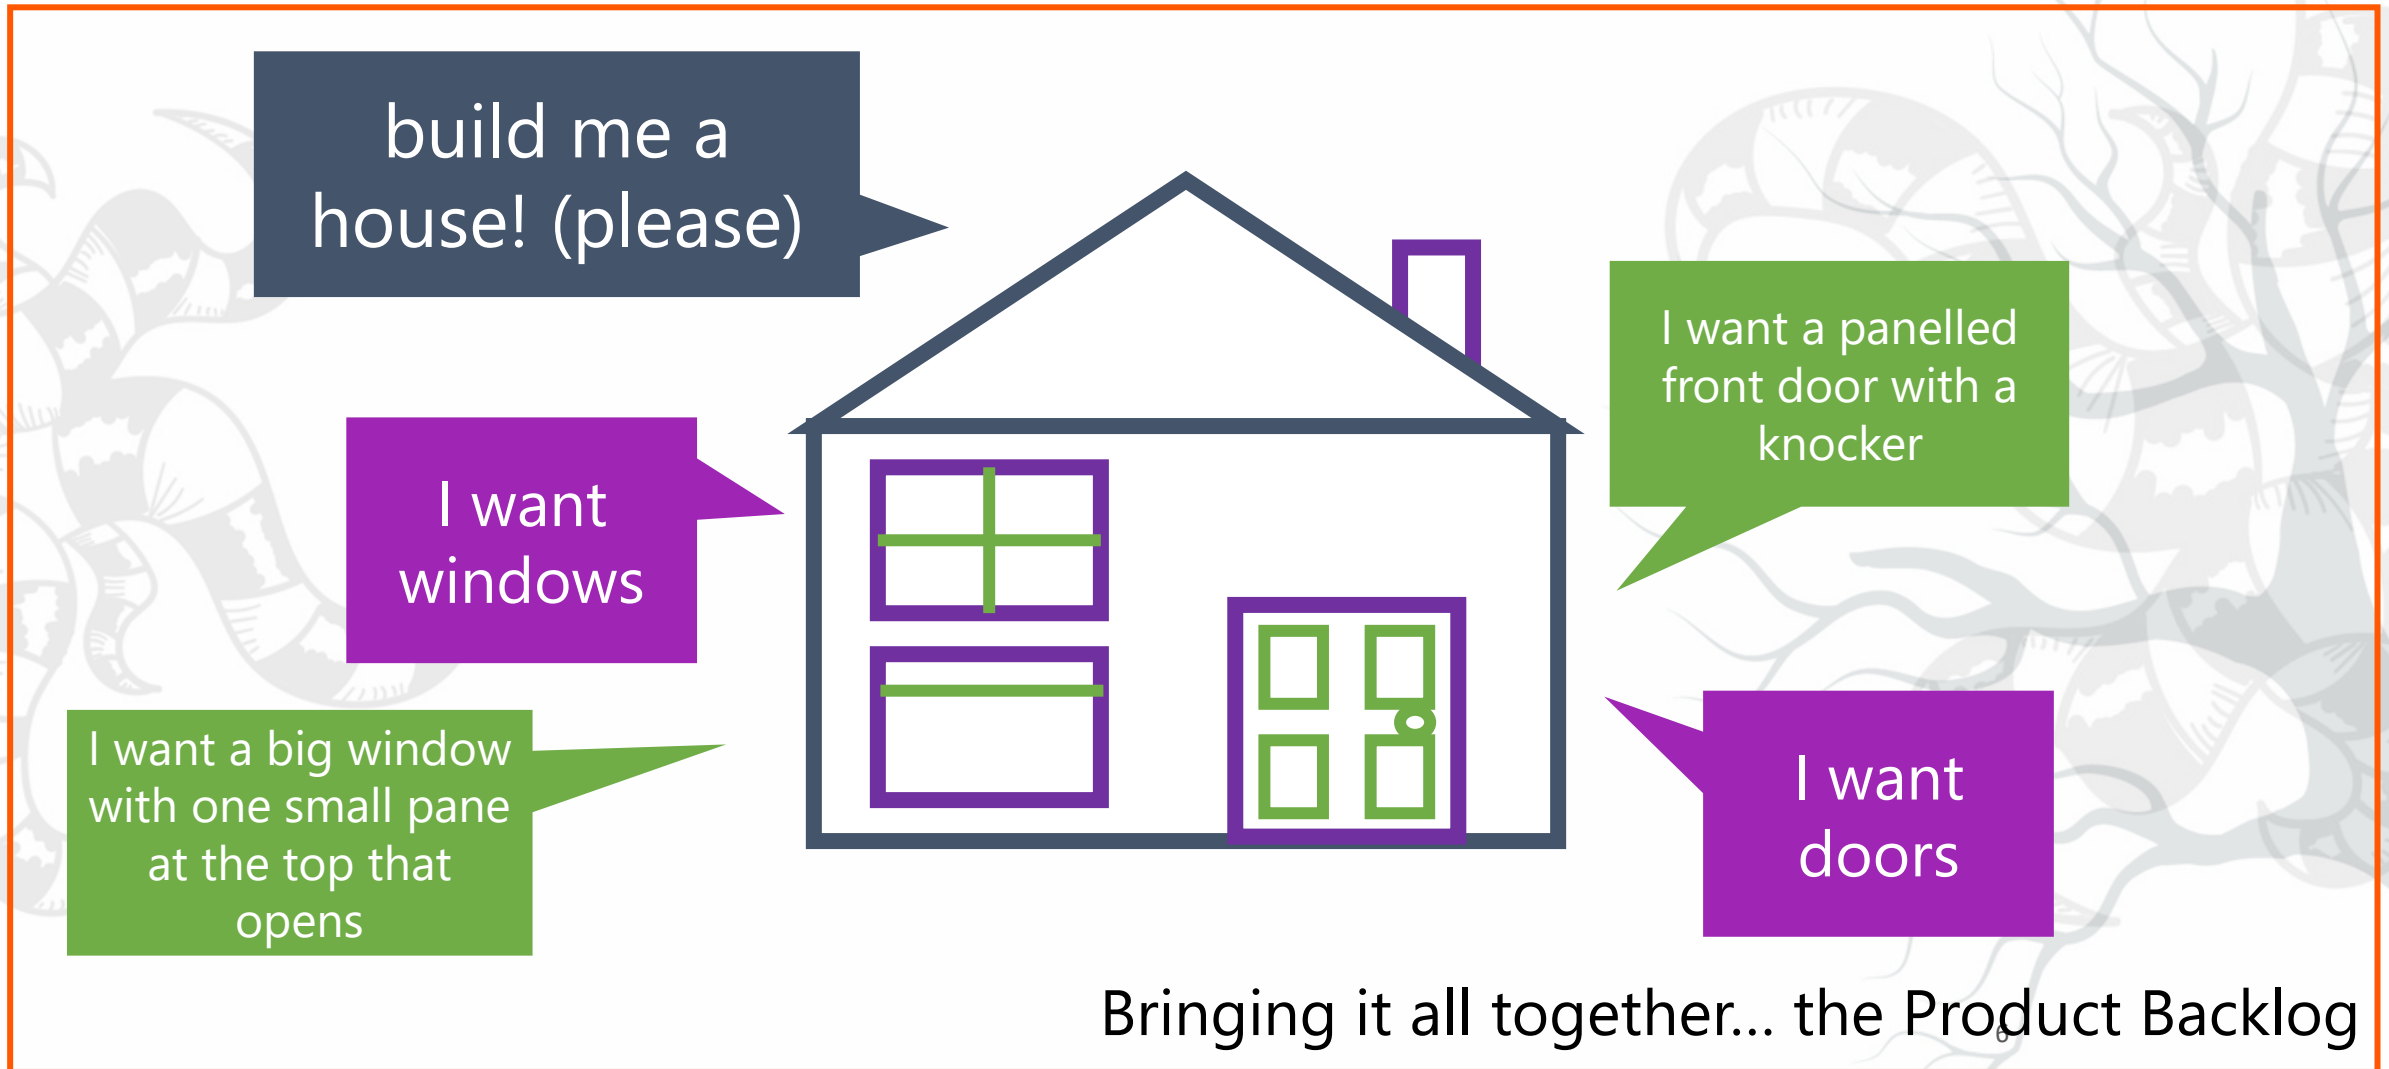 build me a
house! (please)
I want a panelled
front door with a
knocker
I want
windows
I want a big window
with one small pane
at the top that
opens
I want
doors
Bringing it all together... the Product Backlog
6